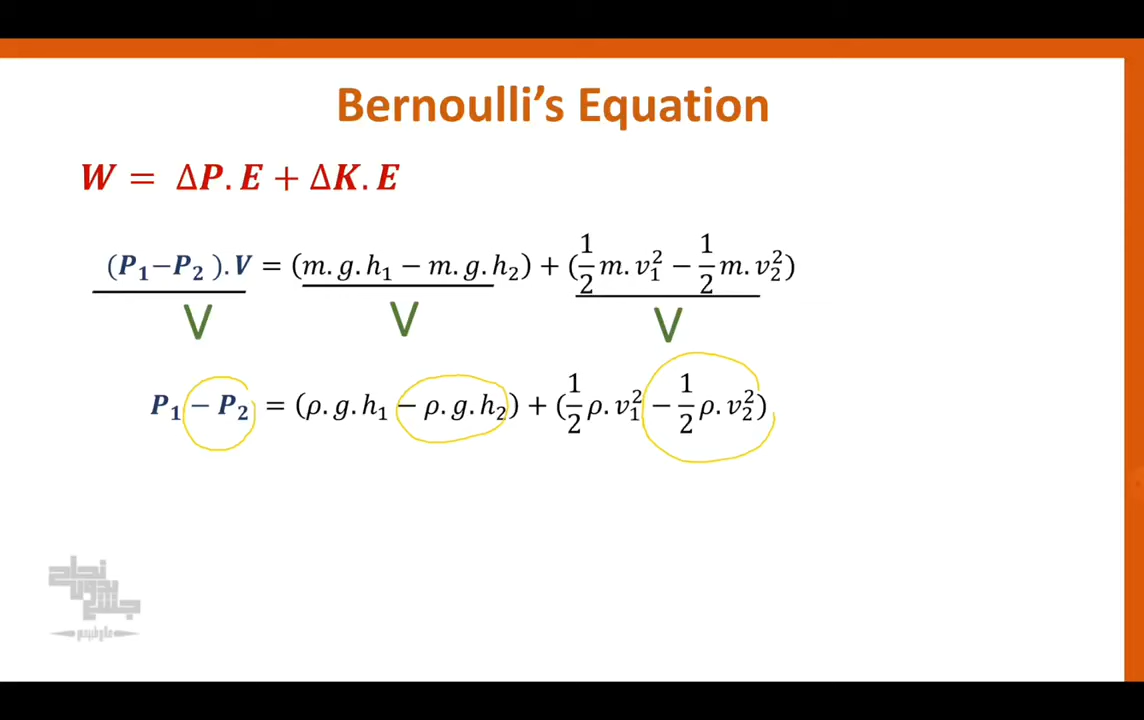 Bernoulli's Equation
W = ΔP.E + ΔK.E
(P₁−P₂).V = (m.g.h₁ − m.g.h₂) + (½m.v₁² − ½m.v₂²)
V V V
P₁ − P₂ = (ρ.g.h₁ − ρ.g.h₂) + (½ρ.v₁² − ½ρ.v₂²)